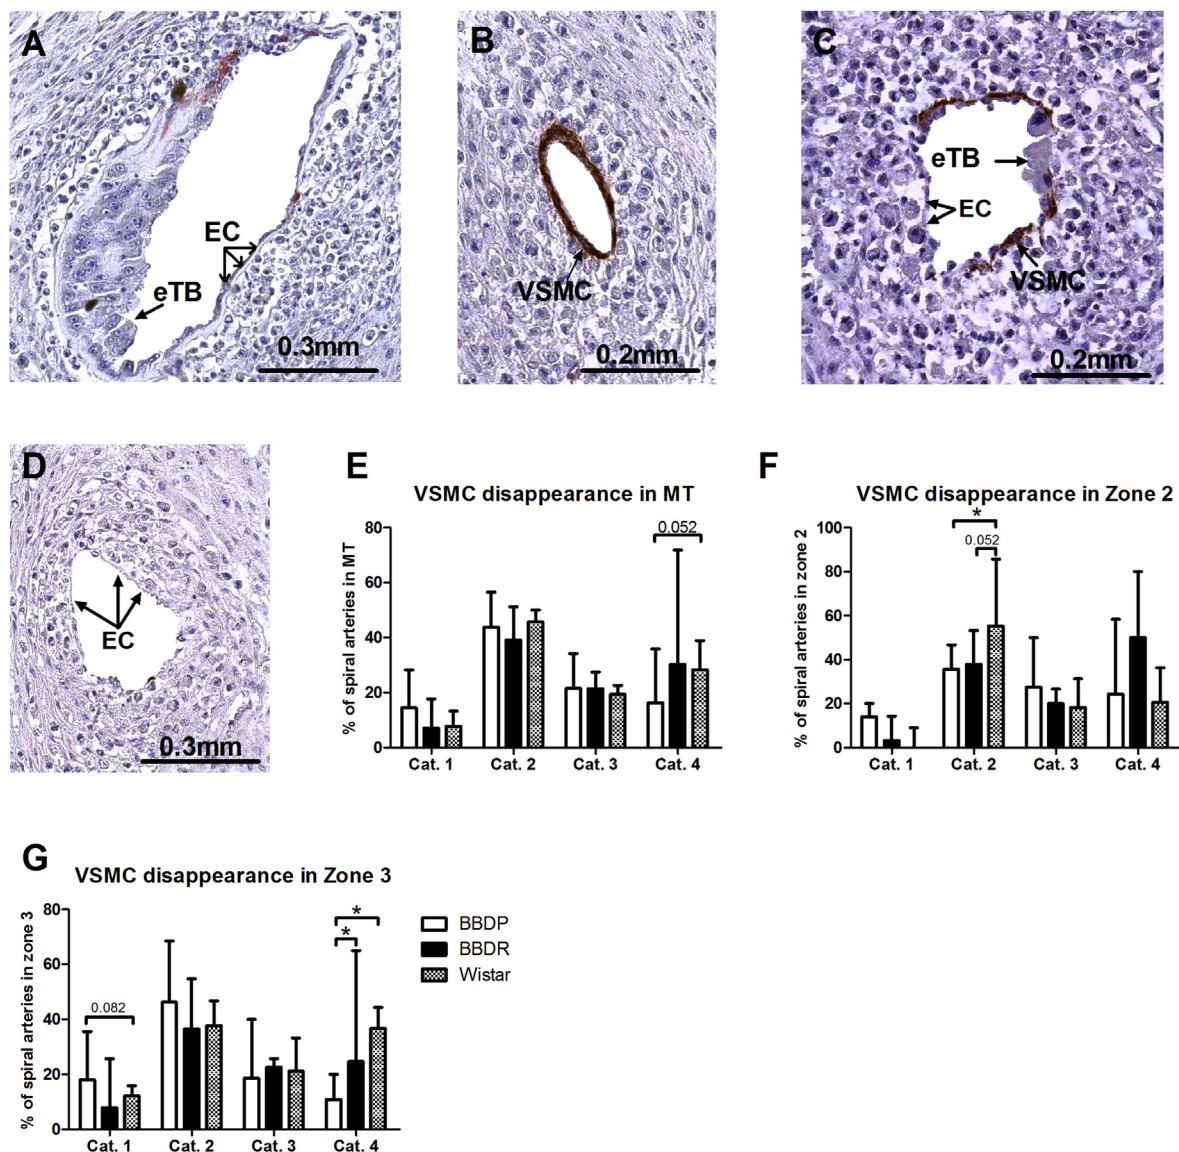 A
EC
eTB
0.3mm
B
VSMC
0.2mm
C
eTB
EC
VSMC
0.2mm
D
EC
0.3mm
E
VSMC disappearance in MT
% of spiral arteries in MT
80
60
40
20
0
0.052
Cat. 1 Cat. 2 Cat. 3 Cat. 4
F
VSMC disappearance in Zone 2
% of spiral arteries in zone 2
100
80
60
40
20
0
*
0.052
Cat. 1 Cat. 2 Cat. 3 Cat. 4
G
VSMC disappearance in Zone 3
% of spiral arteries in zone 3
80
60
40
20
0
0.082
*
*
Cat. 1 Cat. 2 Cat. 3 Cat. 4
BBDP
BBDR
Wistar